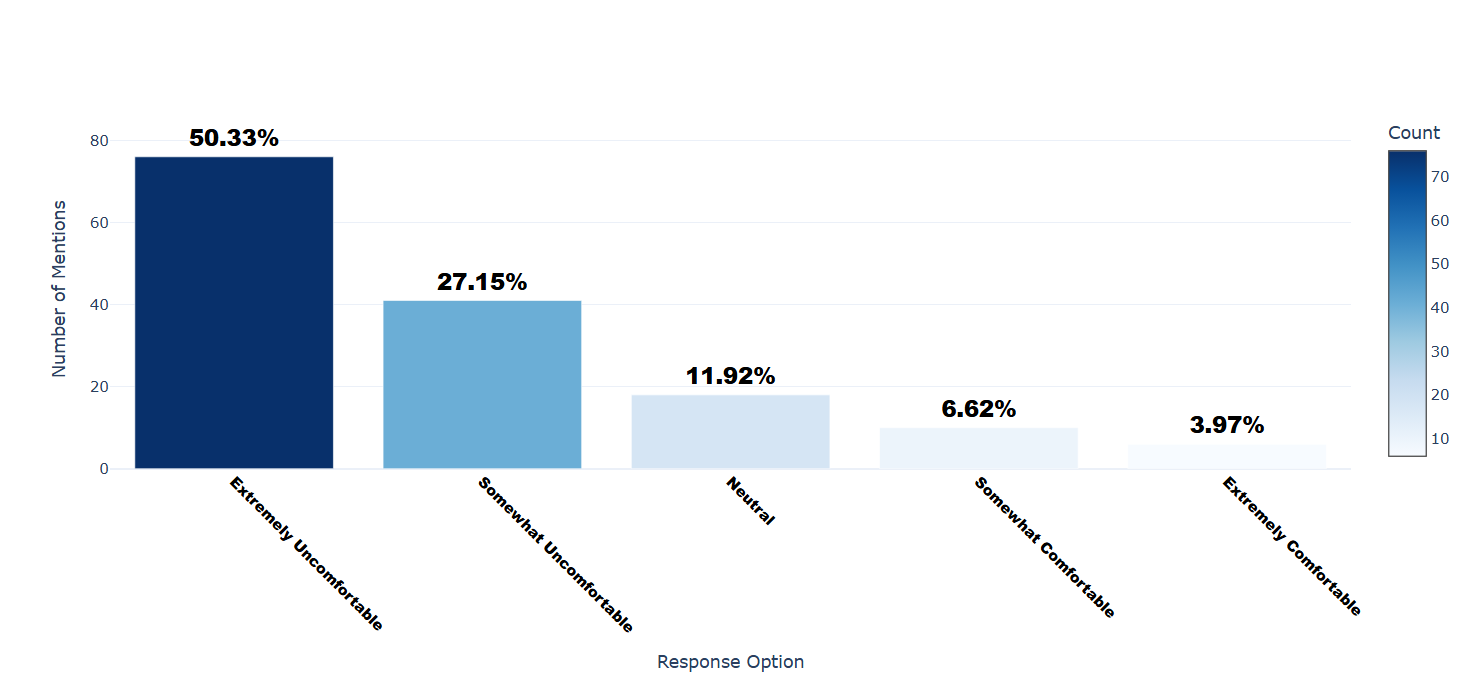 50.33%
27.15%
11.92%
6.62%
3.97%
Number of Mentions
80
60
40
20
0
Extremely Uncomfortable
Somewhat Uncomfortable
Neutral
Somewhat Comfortable
Extremely Comfortable
Response Option
Count
70
60
50
40
30
20
10